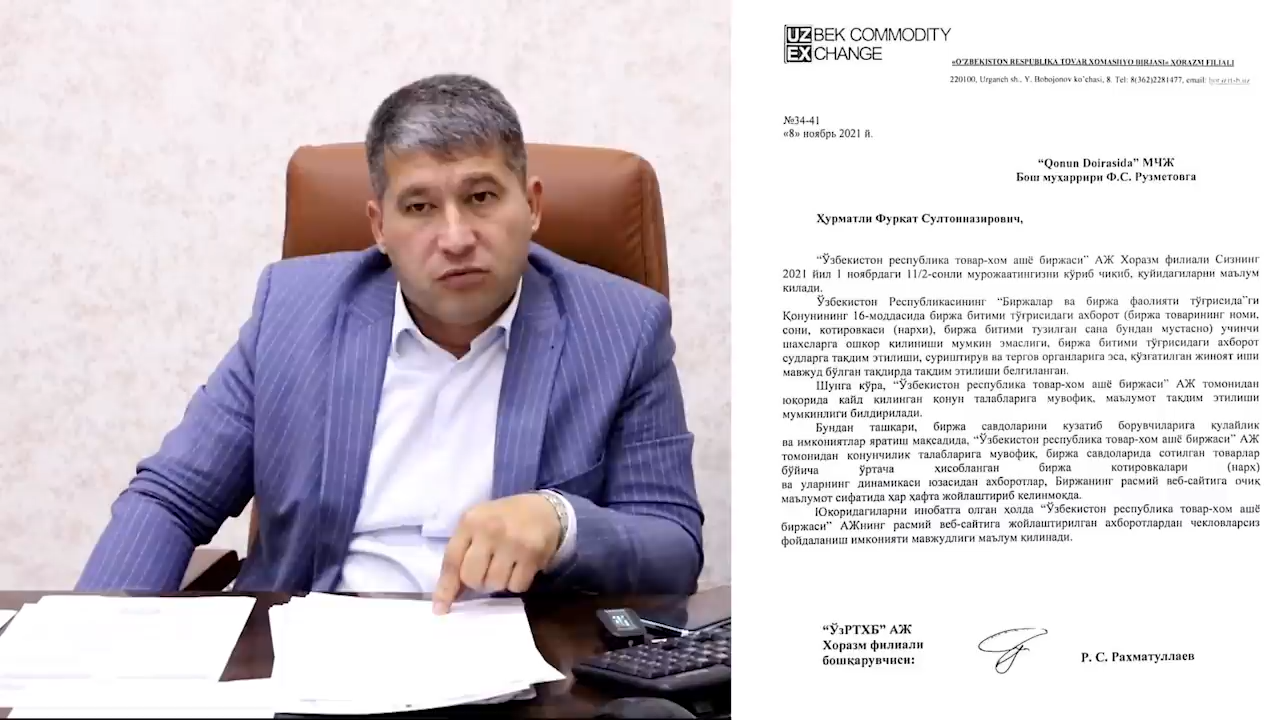 UZBEK COMMODITY
EXCHANGE
«O'ZBEKISTON RESPUBLIKA TOVAR XOMASHYO BIRJASI» XORAZM FILIALI
220100, Urganch sh., Y. Bobojonov ko'chasi, 8. Tel: 8(362)2281477, email:
№34-41
«8» ноябрь 2021 й.
“Qonun Doirasida” МЧЖ
Бош муҳаррири Ф.С. Рузметовга
Ҳурматли Фурқат Султонназирович,
“Ўзбекистон республика товар-хом ашё биржаси” АЖ Хоразм филиали Сизнинг
2021 йил 1 ноябрдаги 11/2-сонли мурожаатингизни кўриб чиқиб, қуйидагиларни маълум
қилади.
Ўзбекистон Республикасининг “Биржалар ва биржа фаолияти тўғрисида”ги
Қонунининг 16-моддасида биржа битими тўғрисидаги ахборот (биржа товарининг номи,
сони, котировкаси (нархи), биржа битими тузилган сана бундан мустасно) учинчи
шахсларга ошкор қилиниши мумкин эмаслиги, биржа битими тўғрисидаги ахборот
судларга тақдим этилиши, суриштирув ва тергов органларига эса, қўзғатилган жиноят иши
мавжуд бўлган тақдирда тақдим этилиши белгиланган.
Шунга кўра, “Ўзбекистон республика товар-хом ашё биржаси” АЖ томонидан
юқорида қайд қилинган қонун талабларига мувофиқ, маълумот тақдим этилиши
мумкинлиги билдирилади.
Бундан ташқари, биржа савдоларини кузатиб борувчиларига қулайлик
ва имкониятлар яратиш мақсадида, “Ўзбекистон республика товар-хом ашё биржаси” АЖ
томонидан қонунчилик талабларига мувофиқ, биржа савдоларида сотилган товарлар
бўйича ўртача ҳисобланган биржа котировкалари (нарх)
ва уларнинг динамикаси юзасидан ахборотлар, Биржанинг расмий веб-сайтига очиқ
маълумот сифатида ҳар ҳафта жойлаштириб келинмоқда.
Юқоридагиларни инобатга олган ҳолда “Ўзбекистон республика товар-хом ашё
биржаси” АЖнинг расмий веб-сайтига жойлаштирилган ахборотлардан чекловларсиз
фойдаланиш имконияти мавжудлиги маълум қилинади.
“ЎзРТХБ” АЖ
Хоразм филиали
бошқарувчиси:
Р. С. Рахматуллаев